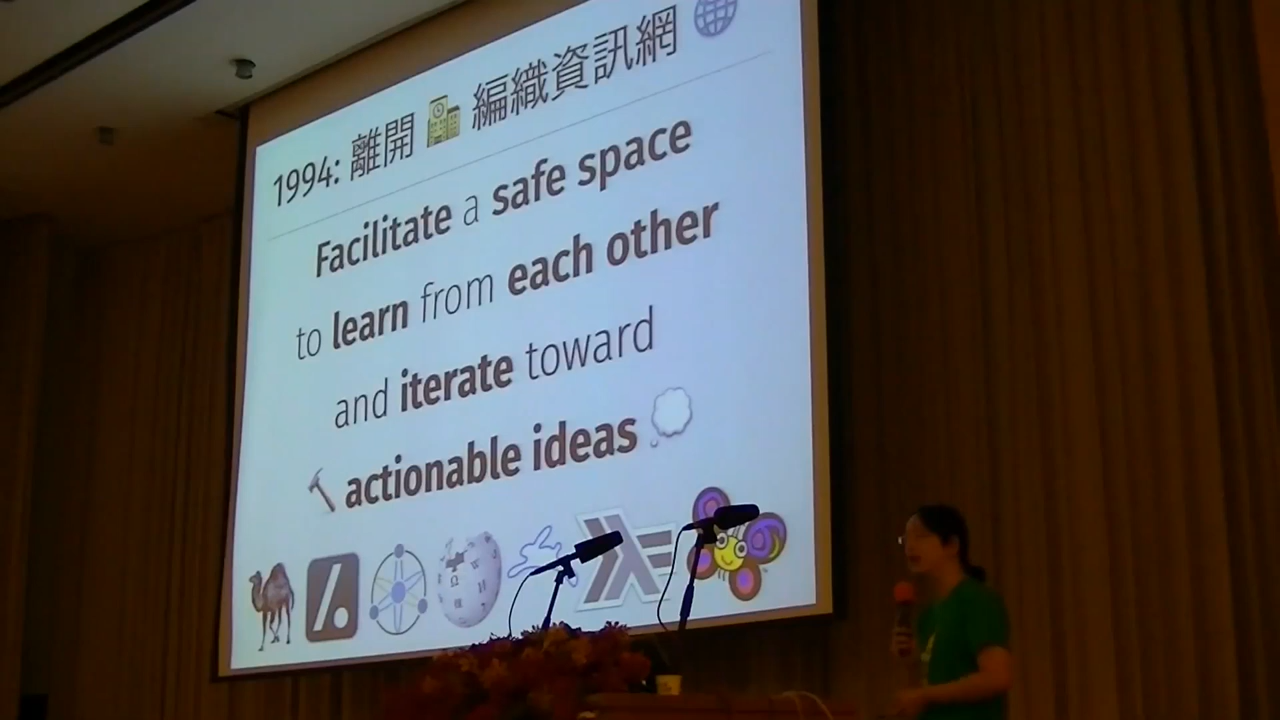 1994: 離開 🏫 編織資訊網 🌐
Facilitate a safe space
to learn from each other
and iterate toward
🔨 actionable ideas 💭